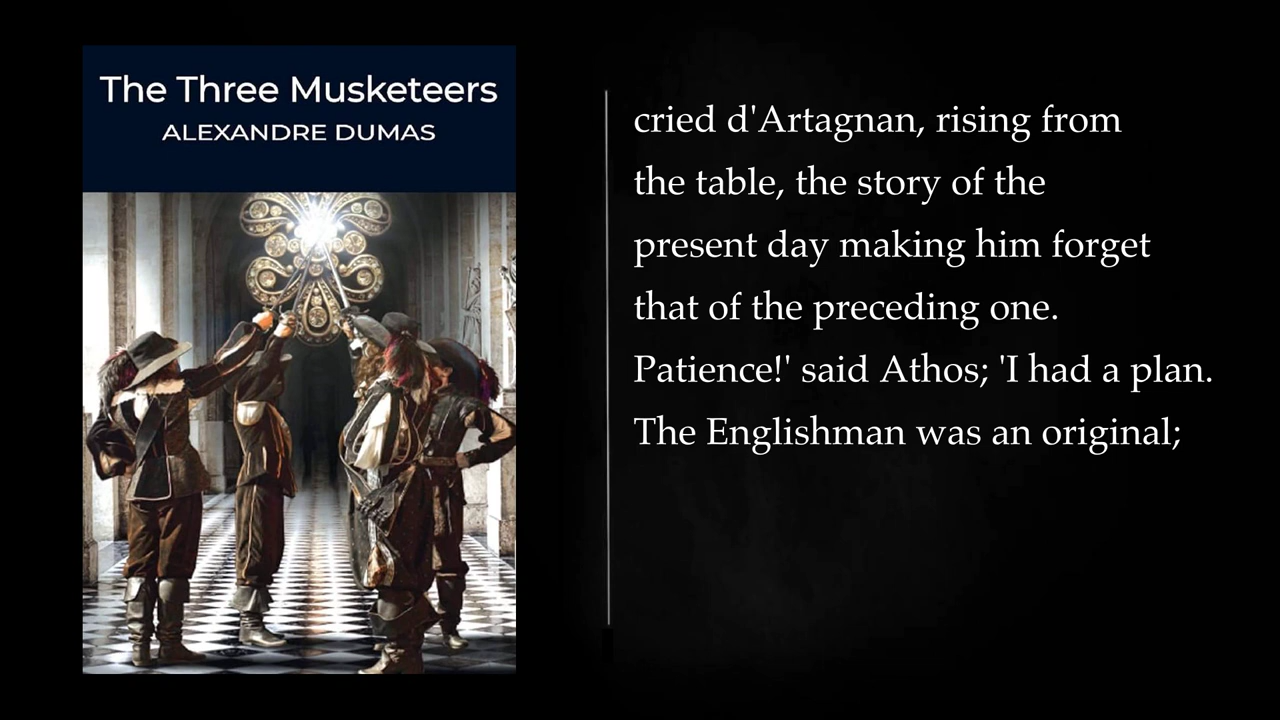 The Three Musketeers
ALEXANDRE DUMAS
cried d'Artagnan, rising from
the table, the story of the
present day making him forget
that of the preceding one.
Patience!' said Athos; 'I had a plan.
The Englishman was an original;